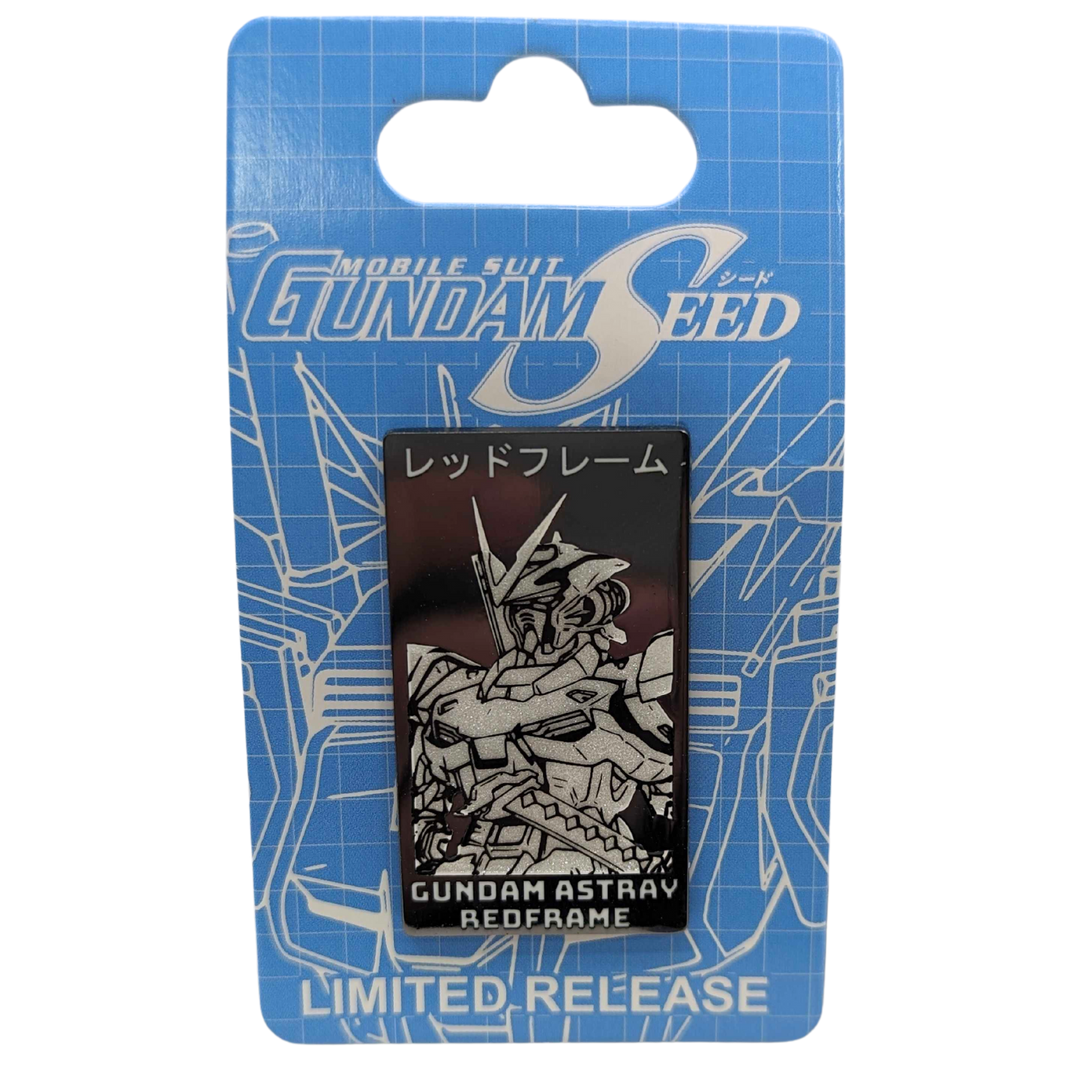 MOBILE SUIT
GUNDAM SEED
シード
レッドフレーム
GUNDAM ASTRAY
REDFRAME
LIMITED RELEASE